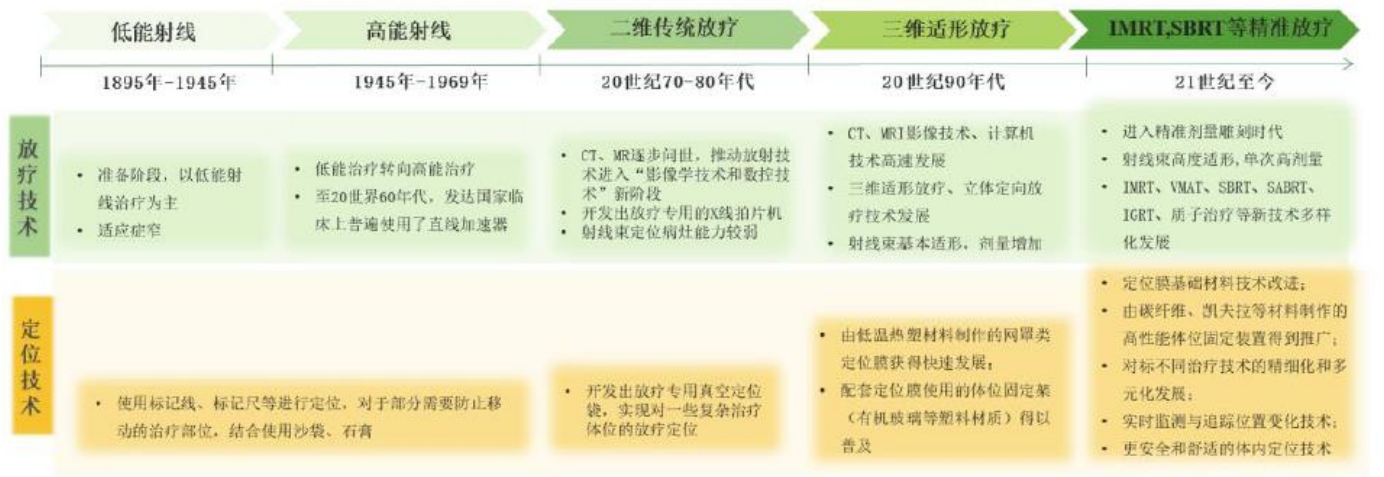 低能射线
高能射线
二维传统放疗
三维适形放疗
IMRT,SBRT等精准放疗
1895年-1945年
1945年-1969年
20世纪70-80年代
20世纪90年代
21世纪至今
放疗技术
• 准备阶段，以低能射
线治疗为主
• 适应症窄
• 低能治疗转向高能治疗
• 至20世界60年代，发达国家临
床上普遍使用了直线加速器
• CT、MR逐步问世，推动放射技
术进入“影像学技术和数控技
术”新阶段
• 开发出放疗专用的X线拍片机
• 射线束定位病灶能力较弱
• CT、MRI影像技术、计算机
技术高速发展
• 三维适形放疗、立体定向放
疗技术发展
• 射线束基本适形，剂量增加
• 进入精准剂量雕刻时代
• 射线束高度适形,单次高剂量
• IMRT、VMAT、SBRT、SABRT、
IGRT、质子治疗等新技术多样
化发展
定位技术
• 使用标记线、标记尺等进行定位，对于部分需要防止移
动的治疗部位，结合使用沙袋、石膏
• 开发出放疗专用真空定位
袋，实现对一些复杂治疗
体位的放疗定位
• 由低温热塑材料制作的网罩类
定位膜获得快速发展；
• 配套定位膜使用的体位固定架
（有机玻璃等塑料材质）得以
普及
• 定位膜基础材料技术改进；
• 由碳纤维、凯夫拉等材料制作的
高性能体位固定装置得到推广；
• 对标不同治疗技术的精细化和多
元化发展；
• 实时监测与追踪位置变化技术；
• 更安全和舒适的体内定位技术